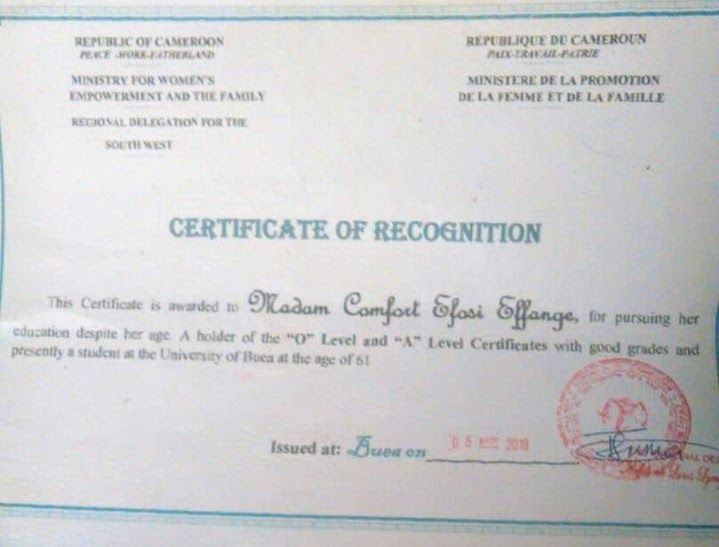 REPUBLIC OF CAMEROON
PEACE -WORK-FATHERLAND
MINISTRY FOR WOMEN'S
EMPOWERMENT AND THE FAMILY
REGIONAL DELEGATION FOR THE
SOUTH WEST
REPUBLIQUE DU CAMEROUN
PAIX-TRAVAIL-PATRIE
MINISTERE DE LA PROMOTION
DE LA FEMME ET DE LA FAMILLE
CERTIFICATE OF RECOGNITION
This Certificate is awarded to Madam Comfort Efosi Effange, for pursuing her
education despite her age. A holder of the "O" Level and "A" Level Certificates with good grades and
presently a student at the University of Buea at the age of 61
Issued at: Buea on